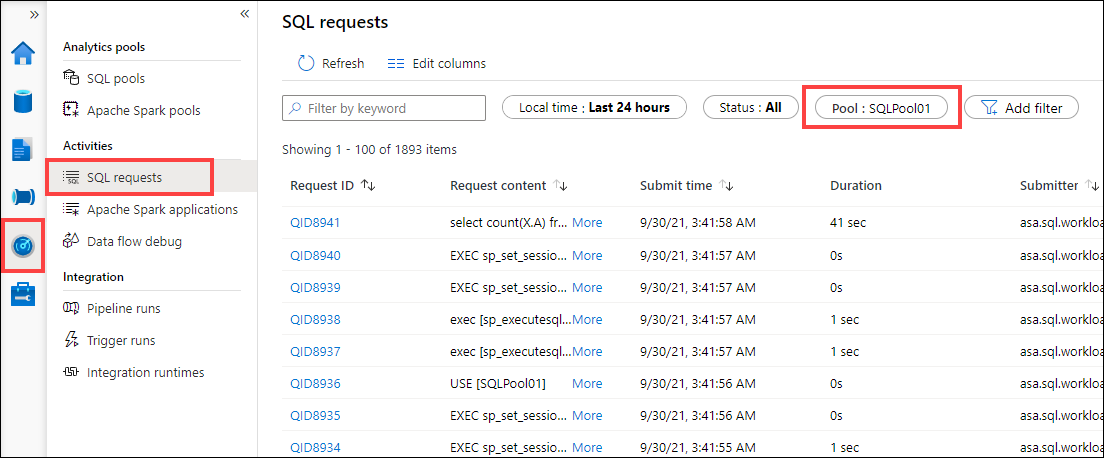 »
«
Analytics pools
SQL pools
Apache Spark pools
Activities
SQL requests
Apache Spark applications
Data flow debug
Integration
Pipeline runs
Trigger runs
Integration runtimes
SQL requests
Refresh Edit columns
Filter by keyword Local time : Last 24 hours Status : All Pool : SQLPool01 Add filter
Showing 1 - 100 of 1893 items
Request ID ↑↓ Request content ↑↓ Submit time ↑↓ Duration Submitter ↑↓
QID8941 select count(X.A) fr... More 9/30/21, 3:41:58 AM 41 sec asa.sql.workloa
QID8940 EXEC sp_set_sessio... More 9/30/21, 3:41:57 AM 0s asa.sql.workloa
QID8939 EXEC sp_set_sessio... More 9/30/21, 3:41:57 AM 0s asa.sql.workloa
QID8938 exec [sp_executesql... More 9/30/21, 3:41:57 AM 1 sec asa.sql.workloa
QID8937 exec [sp_executesql... More 9/30/21, 3:41:57 AM 1 sec asa.sql.workloa
QID8936 USE [SQLPool01] More 9/30/21, 3:41:56 AM 0s asa.sql.workloa
QID8935 EXEC sp_set_sessio... More 9/30/21, 3:41:56 AM 0s asa.sql.workloa
QID8934 EXEC sp_set_sessio... More 9/30/21, 3:41:55 AM 1 sec asa.sql.workloa